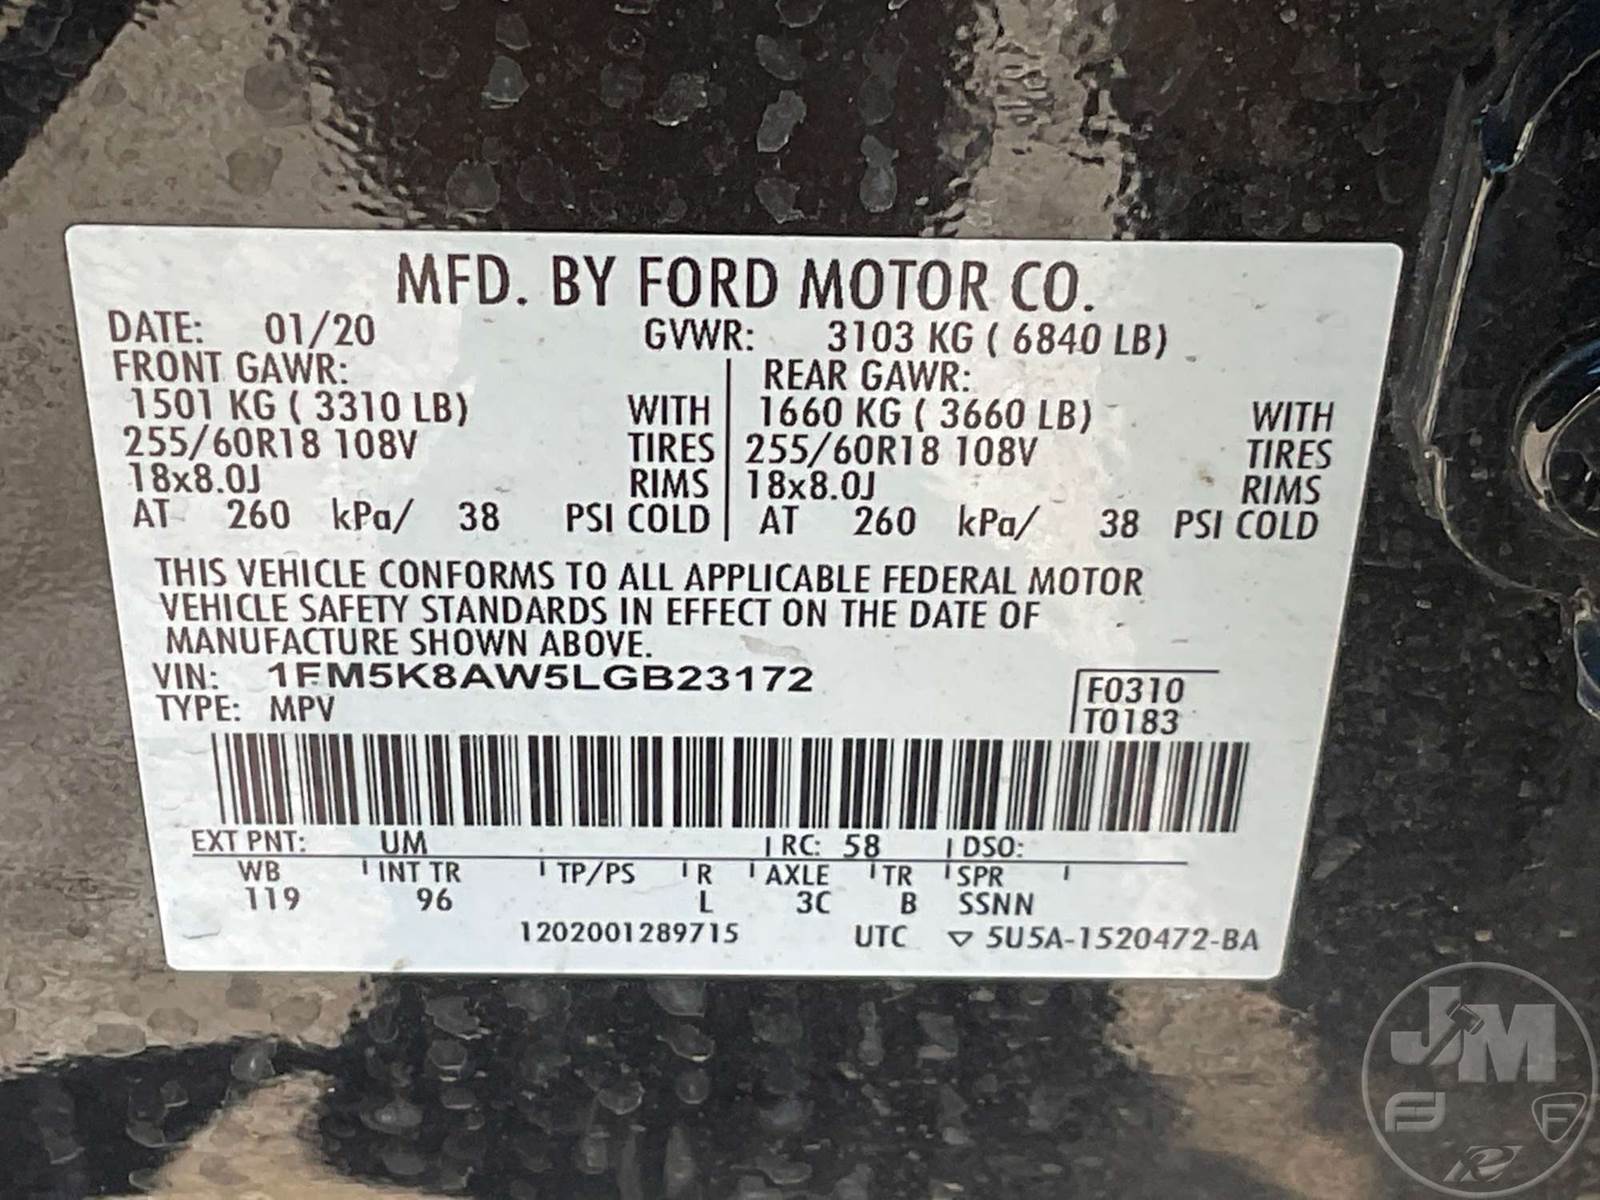 MFD. BY FORD MOTOR CO.
DATE: 01/20 GVWR: 3103 KG ( 6840 LB)
FRONT GAWR: REAR GAWR:
1501 KG ( 3310 LB) WITH 1660 KG ( 3660 LB) WITH
255/60R18 108V TIRES 255/60R18 108V TIRES
18x8.0J RIMS 18x8.0J RIMS
AT 260 kPa/ 38 PSI COLD AT 260 kPa/ 38 PSI COLD
THIS VEHICLE CONFORMS TO ALL APPLICABLE FEDERAL MOTOR
VEHICLE SAFETY STANDARDS IN EFFECT ON THE DATE OF
MANUFACTURE SHOWN ABOVE.
VIN: 1FM5K8AW5LGB23172
TYPE: MPV
F0310
T0183
EXT PNT: UM RC: 58 DSO:
WB INT TR TP/PS R AXLE TR SPR
119 96 L 3C B SSNN
1202001289715 UTC ▽ 5U5A-1520472-BA
JM